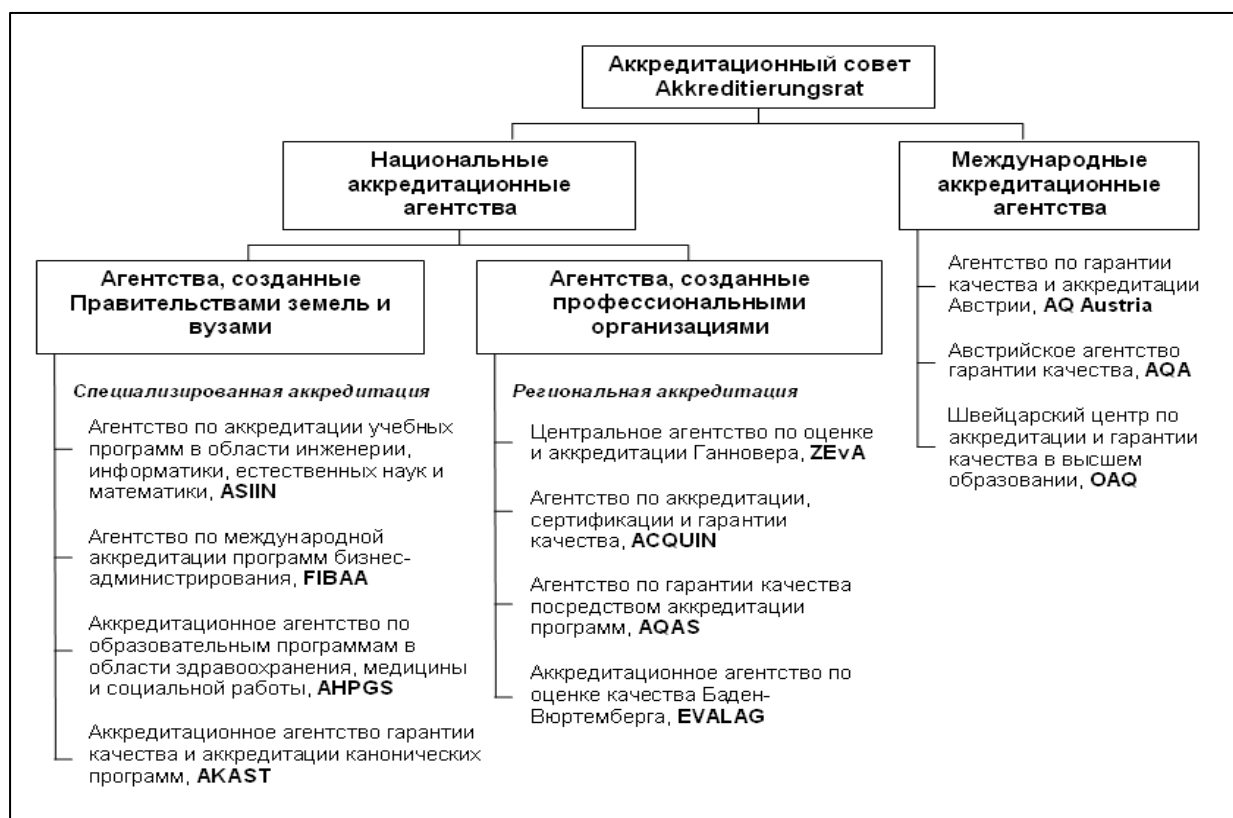 Аккредитационный совет
Akkreditierungsrat
Национальные
аккредитационные
агентства
Международные
аккредитационные
агентства
Агентства, созданные
Правительствами земель и
вузами
Агентства, созданные
профессиональными
организациями
Специализированная аккредитация
Агентство по аккредитации учебных
программ в области инженерии,
информатики, естественных наук и
математики, ASIIN
Агентство по международной
аккредитации программ бизнес-
администрирования, FIBAA
Аккредитационное агентство по
образовательным программам в
области здравоохранения, медицины
и социальной работы, AHPGS
Аккредитационное агентство гарантии
качества и аккредитации канонических
программ, AKAST
Региональная аккредитация
Центральное агентство по оценке
и аккредитации Ганновера, ZEvA
Агентство по аккредитации,
сертификации и гарантии
качества, ACQUIN
Агентство по гарантии качества
посредством аккредитации
программ, AQAS
Аккредитационное агентство по
оценке качества Баден-
Вюртемберга, EVALAG
Агентство по гарантии
качества и аккредитации
Австрии, AQ Austria
Австрийское агентство
гарантии качества, AQA
Швейцарский центр по
аккредитации и гарантии
качества в высшем
образовании, OAQ